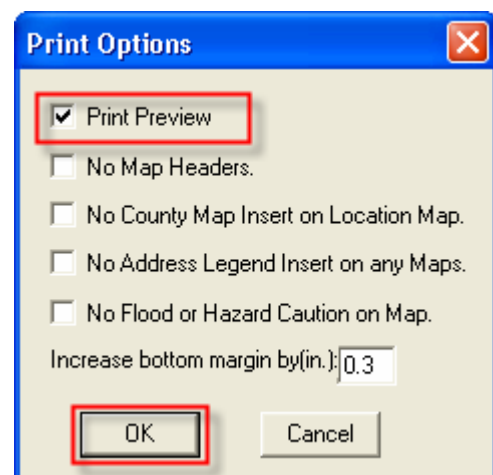 Print Options
Print Preview
No Map Headers.
No County Map Insert on Location Map.
No Address Legend Insert on any Maps.
No Flood or Hazard Caution on Map.
Increase bottom margin by(in.): 0.3
OK Cancel